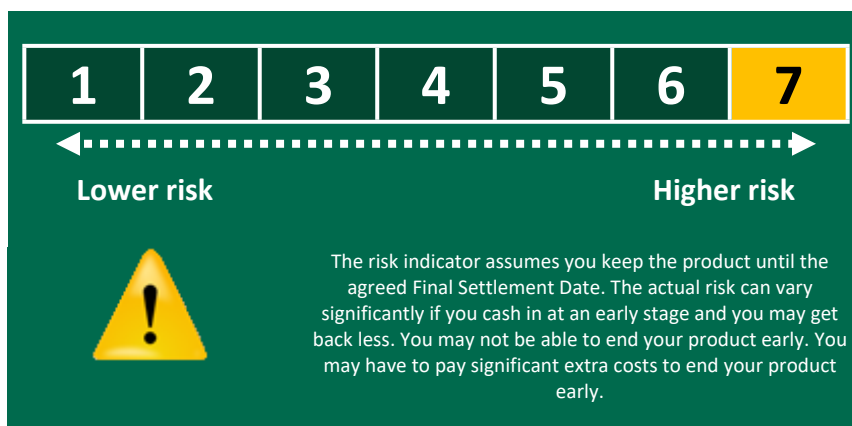 1 2 3 4 5 6 7
Lower risk Higher risk
The risk indicator assumes you keep the product until the
agreed Final Settlement Date. The actual risk can vary
significantly if you cash in at an early stage and you may get
back less. You may not be able to end your product early. You
may have to pay significant extra costs to end your product
early.